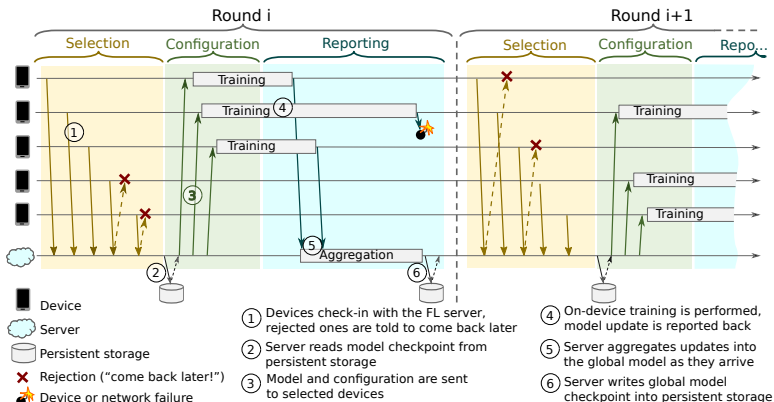 Round i
Round i+1
Selection
Configuration
Reporting
Selection
Configuration
Repo...
Training
Training
4
Training
Training
Training
Training
1
3
2
5
Aggregation
6
Device
Server
Persistent storage
Rejection (“come back later!”)
Device or network failure
1 Devices check-in with the FL server,
rejected ones are told to come back later
2 Server reads model checkpoint from
persistent storage
3 Model and configuration are sent
to selected devices
4 On-device training is performed,
model update is reported back
5 Server aggregates updates into
the global model as they arrive
6 Server writes global model
checkpoint into persistent storage